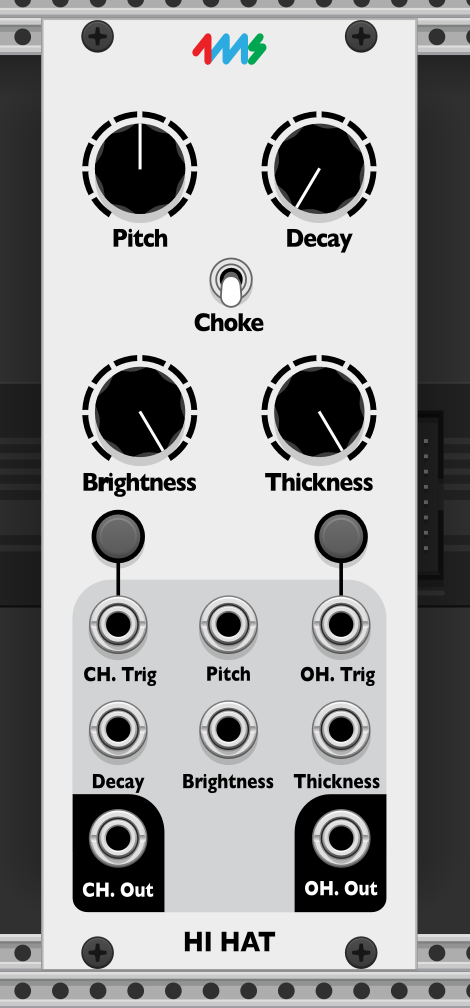 4ms
Pitch
Decay
Choke
Brightness
Thickness
CH. Trig
Pitch
OH. Trig
Decay
Brightness
Thickness
CH. Out
OH. Out
HI HAT